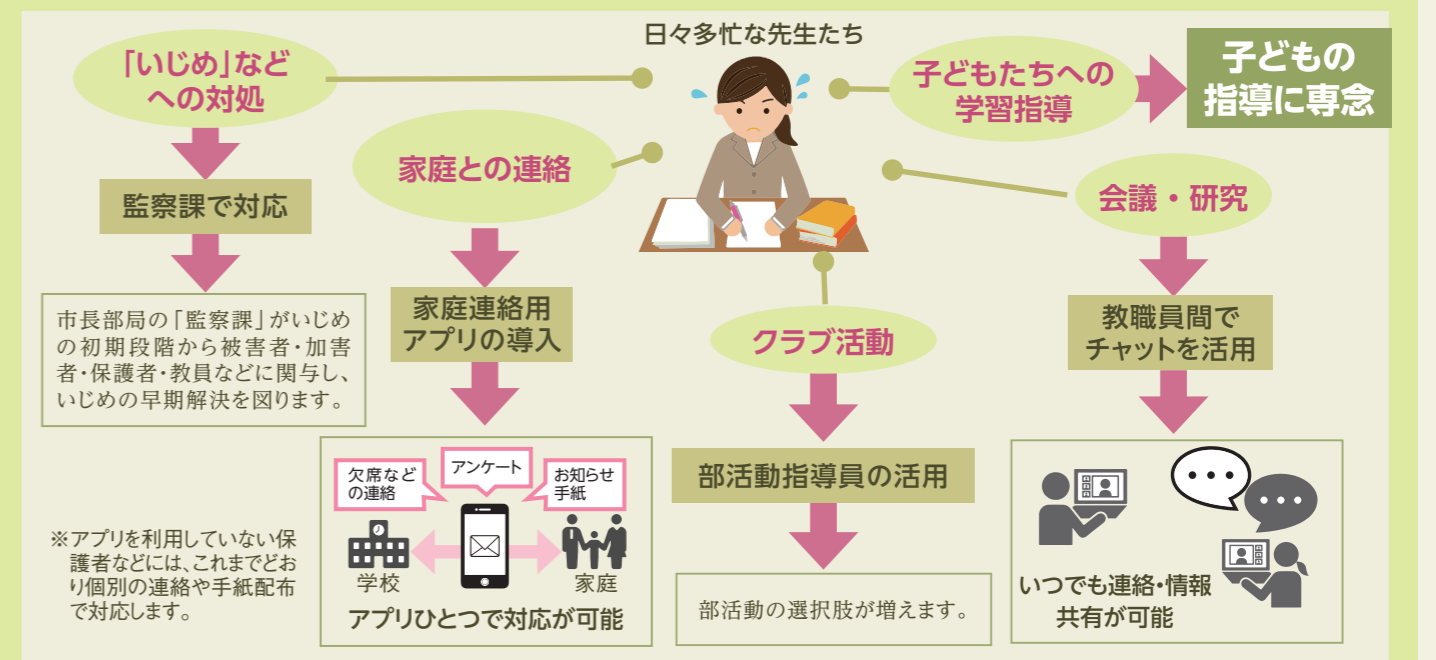 日々多忙な先生たち
「いじめ」など
への対処
監察課で対応
市長部局の「監察課」がいじめ
の初期段階から被害者・加害
者・保護者・教員などに関与し、
いじめの早期解決を図ります。
家庭との連絡
家庭連絡用
アプリの導入
欠席など
の連絡
アンケート
お知らせ
手紙
学校
家庭
アプリひとつで対応が可能
※アプリを利用していない保
護者などには、これまでどお
り個別の連絡や手紙配布
で対応します。
クラブ活動
部活動指導員の活用
部活動の選択肢が増えます。
会議・研究
教職員間で
チャットを活用
いつでも連絡・情報
共有が可能
子どもたちへの
学習指導
子どもの
指導に専念